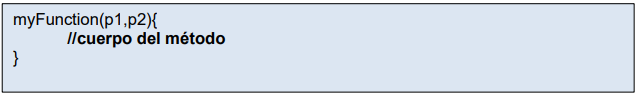 myFunction(p1,p2){
//cuerpo del método
}